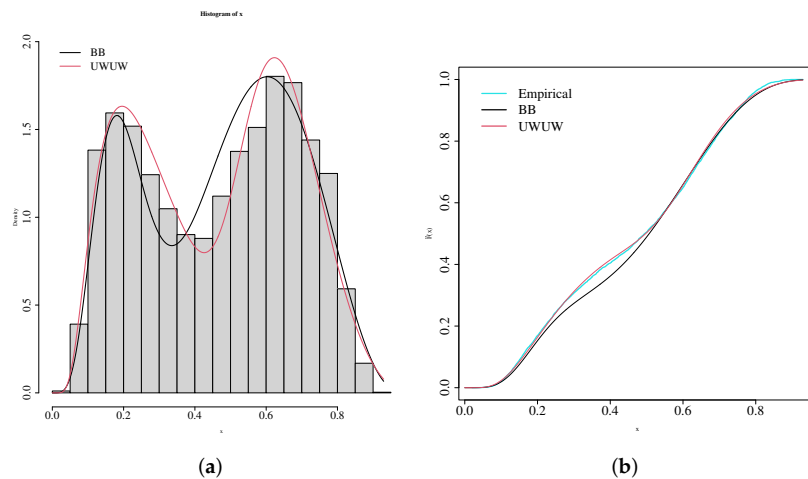 Histogram of x
BB
UWUW
Density
0.0 0.5 1.0 1.5 2.0
0.0 0.2 0.4 0.6 0.8
x
(a)
Empirical
BB
UWUW
F̂(x)
0.0 0.2 0.4 0.6 0.8 1.0
0.0 0.2 0.4 0.6 0.8
x
(b)